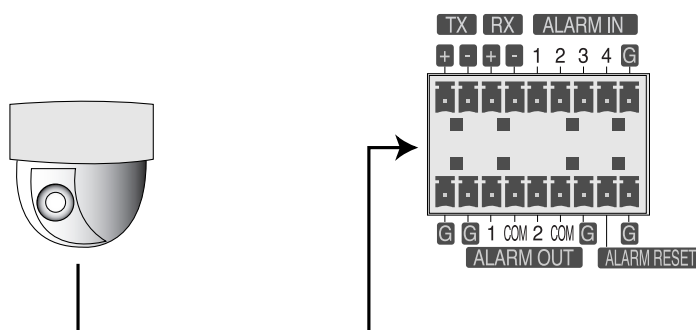 TX RX ALARM IN
+ - + - 1 2 3 4 G
G G 1 COM 2 COM G G
ALARM OUT ALARM RESET